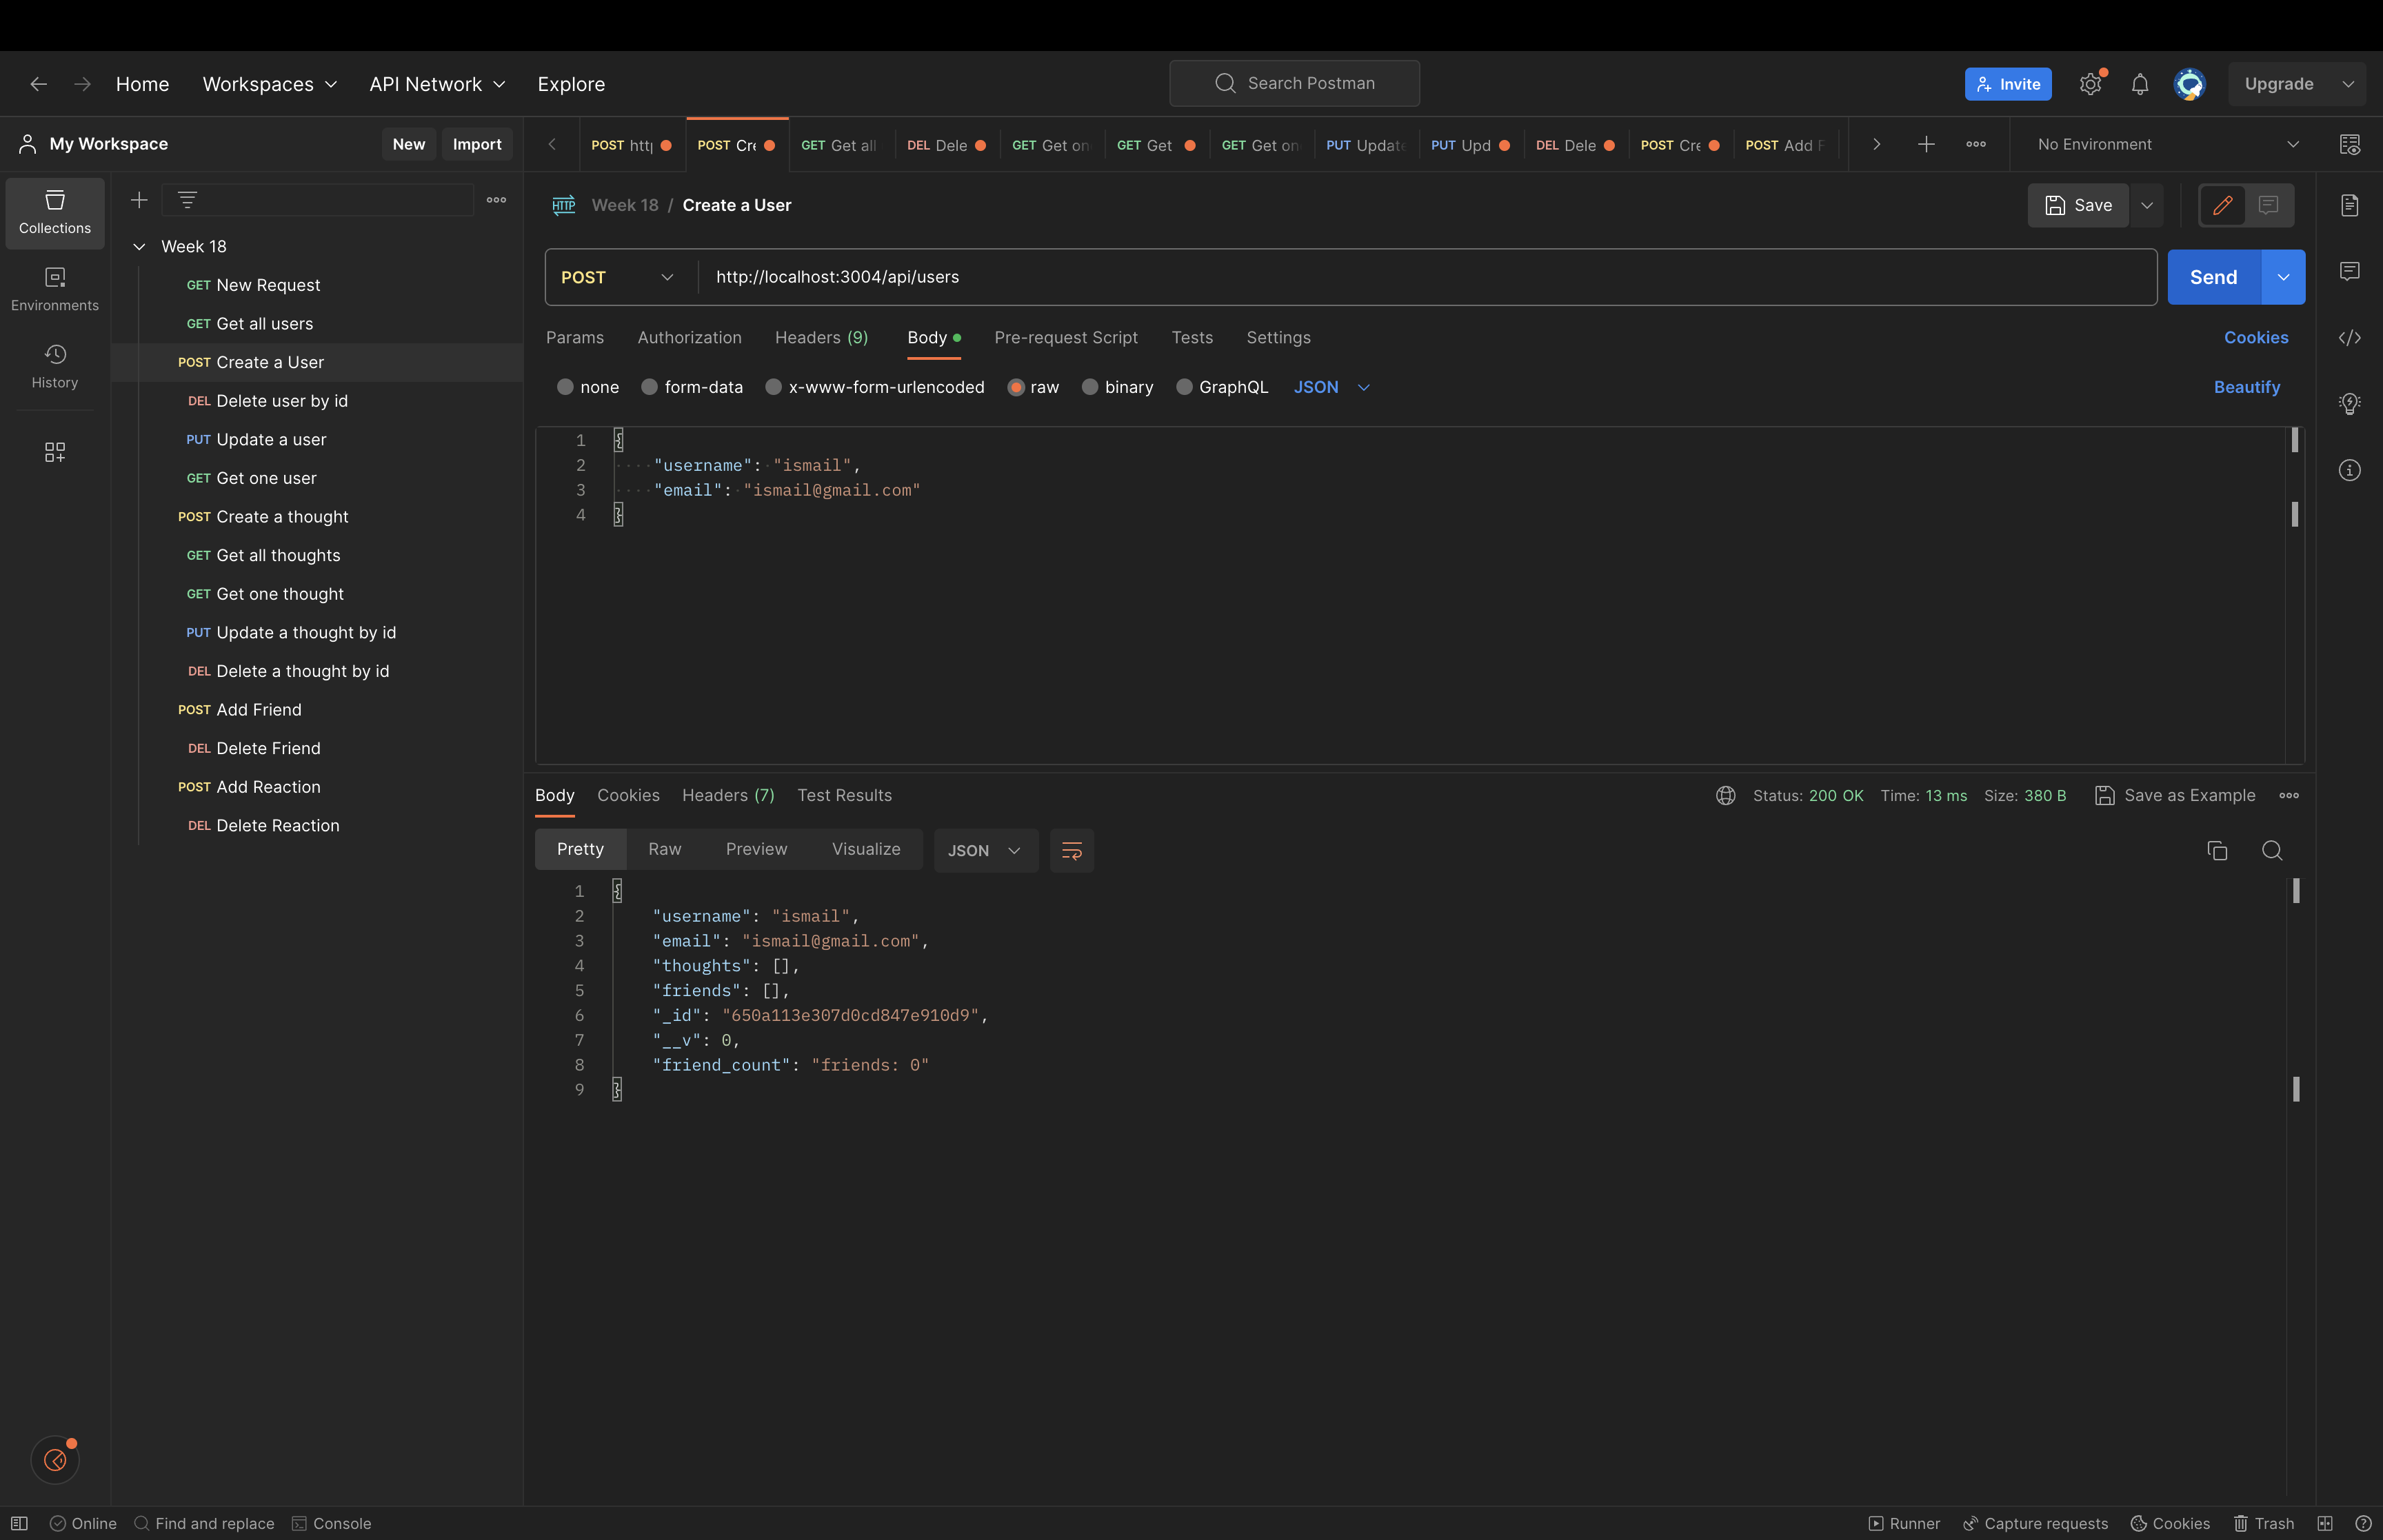 Home Workspaces API Network Explore Search Postman Invite Upgrade
My Workspace New Import
POST http POST Cre GET Get all DEL Dele GET Get on GET Get GET Get on PUT Update PUT Upd DEL Dele POST Cre POST Add F No Environment
Collections
Environments
History
Week 18
GET New Request
GET Get all users
POST Create a User
DEL Delete user by id
PUT Update a user
GET Get one user
POST Create a thought
GET Get all thoughts
GET Get one thought
PUT Update a thought by id
DEL Delete a thought by id
POST Add Friend
DEL Delete Friend
POST Add Reaction
DEL Delete Reaction
HTTP Week 18 / Create a User Save
POST http://localhost:3004/api/users Send
Params Authorization Headers (9) Body Pre-request Script Tests Settings Cookies
none form-data x-www-form-urlencoded raw binary GraphQL JSON Beautify
1 {
2 "username": "ismail",
3 "email": "ismail@gmail.com"
4 }
Body Cookies Headers (7) Test Results Status: 200 OK Time: 13 ms Size: 380 B Save as Example
Pretty Raw Preview Visualize JSON
1 {
2 "username": "ismail",
3 "email": "ismail@gmail.com",
4 "thoughts": [],
5 "friends": [],
6 "_id": "650a113e307d0cd847e910d9",
7 "__v": 0,
8 "friend_count": "friends: 0"
9 }
Online Find and replace Console Runner Capture requests Cookies Trash